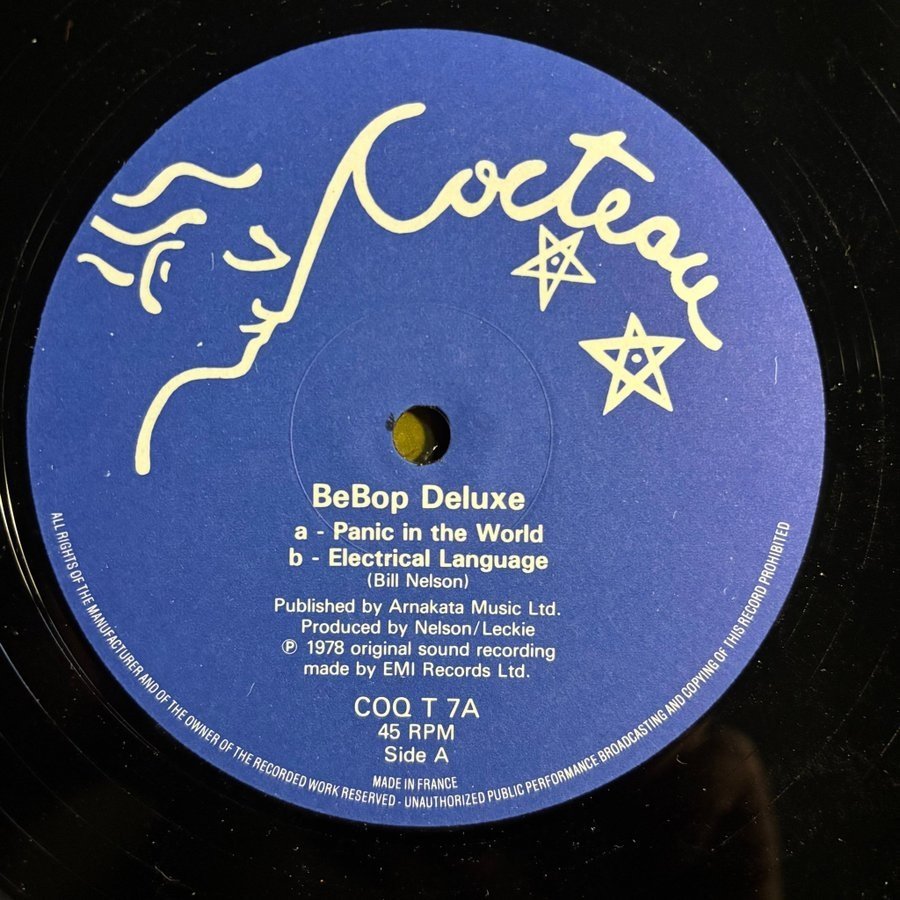 Cocteau
BeBop Deluxe
a - Panic in the World
b - Electrical Language
(Bill Nelson)
Published by Arnakata Music Ltd.
Produced by Nelson/Leckie
℗ 1978 original sound recording
made by EMI Records Ltd.
COQ T 7A
45 RPM
Side A
MADE IN FRANCE
ALL RIGHTS OF THE MANUFACTURER AND OF THE OWNER OF THE RECORDED WORK RESERVED - UNAUTHORIZED PUBLIC PERFORMANCE BROADCASTING AND COPYING OF THIS RECORD PROHIBITED